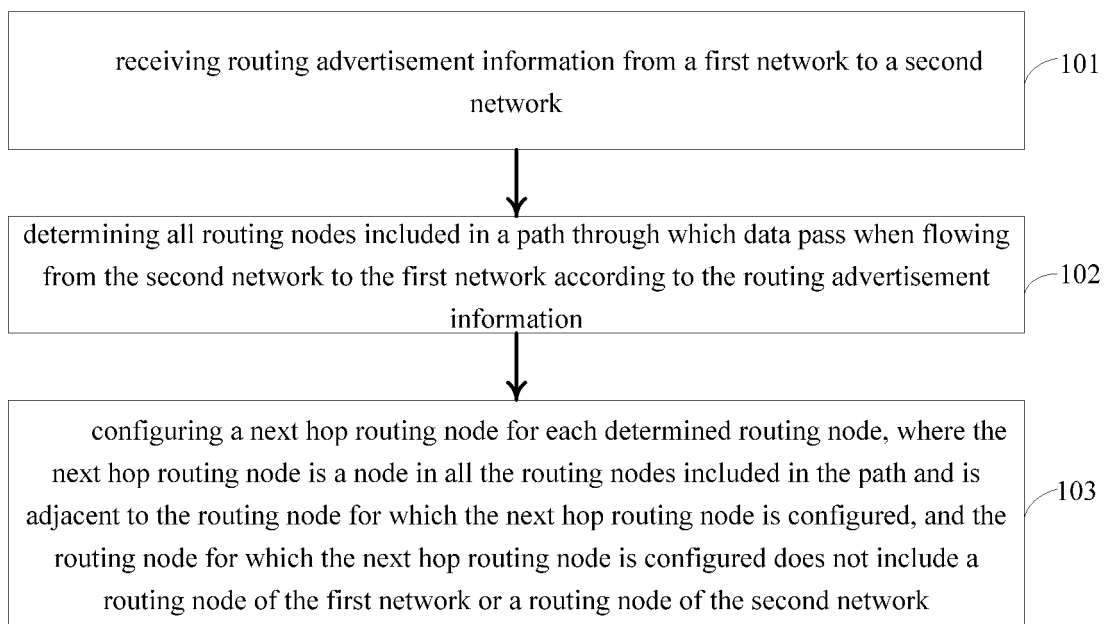 receiving routing advertisement information from a first network to a second
network
101
determining all routing nodes included in a path through which data pass when flowing
from the second network to the first network according to the routing advertisement
information
102
configuring a next hop routing node for each determined routing node, where the
next hop routing node is a node in all the routing nodes included in the path and is
adjacent to the routing node for which the next hop routing node is configured, and the
routing node for which the next hop routing node is configured does not include a
routing node of the first network or a routing node of the second network
103